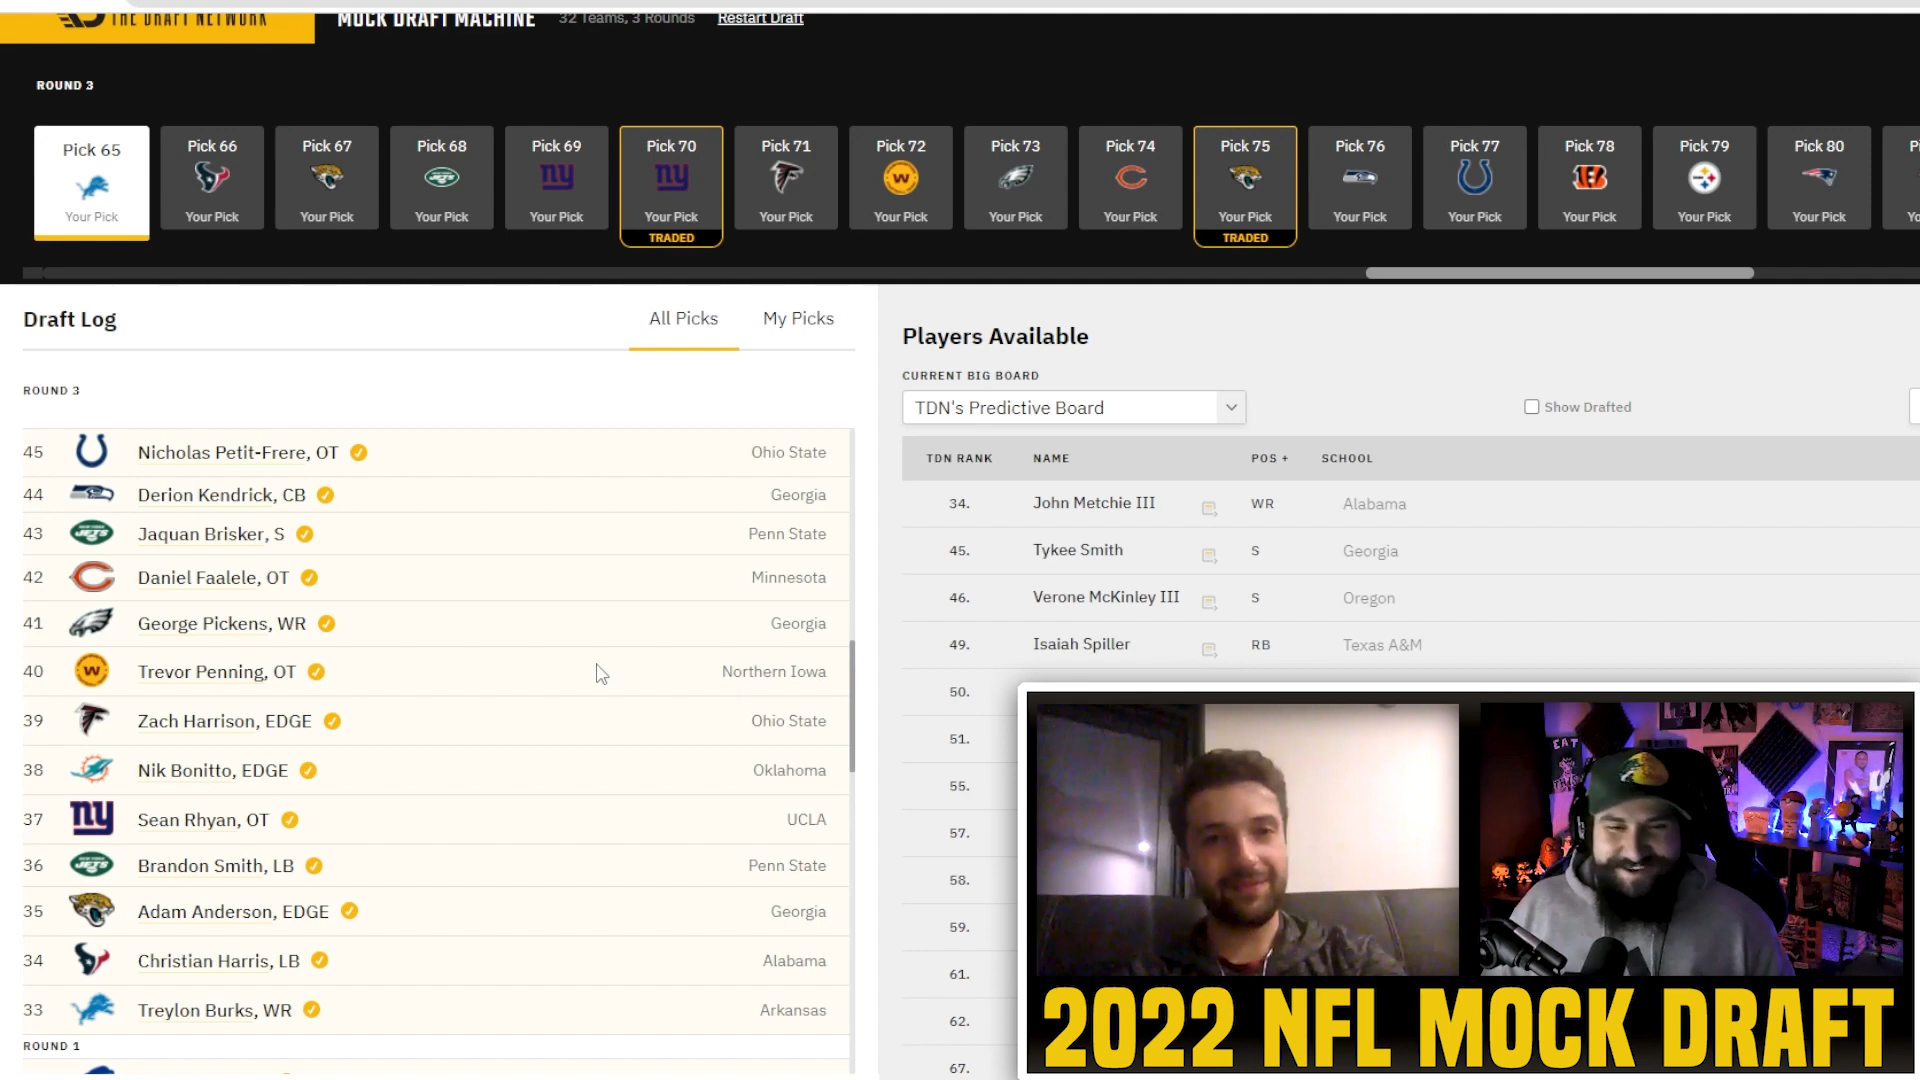 THE DRAFT NETWORK
MOCK DRAFT MACHINE
32 Teams, 3 Rounds
Restart Draft
ROUND 3
Pick 65 Your Pick
Pick 66 Your Pick
Pick 67 Your Pick
Pick 68 Your Pick
Pick 69 Your Pick
Pick 70 ny Your Pick TRADED
Pick 71 Your Pick
Pick 72 W Your Pick
Pick 73 Your Pick
Pick 74 Your Pick
Pick 75 Your Pick TRADED
Pick 76 Your Pick
Pick 77 Your Pick
Pick 78 Your Pick
Pick 79 Your Pick
Pick 80 Your Pick
Draft Log
All Picks
My Picks
ROUND 3
45 Nicholas Petit-Frere, OT Ohio State
44 Derion Kendrick, CB Georgia
43 JETS Jaquan Brisker, S Penn State
42 Daniel Faalele, OT Minnesota
41 George Pickens, WR Georgia
40 W Trevor Penning, OT Northern Iowa
39 Zach Harrison, EDGE Ohio State
38 Nik Bonitto, EDGE Oklahoma
37 ny Sean Rhyan, OT UCLA
36 JETS Brandon Smith, LB Penn State
35 Adam Anderson, EDGE Georgia
34 Christian Harris, LB Alabama
33 Treylon Burks, WR Arkansas
ROUND 1
Players Available
CURRENT BIG BOARD
TDN's Predictive Board
Show Drafted
TDN RANK NAME POS + SCHOOL
34. John Metchie III WR Alabama
45. Tykee Smith S Georgia
46. Verone McKinley III S Oregon
49. Isaiah Spiller RB Texas A&M
50.
51.
55.
57.
58.
59.
61.
62.
67.
EAT
2022 NFL MOCK DRAFT